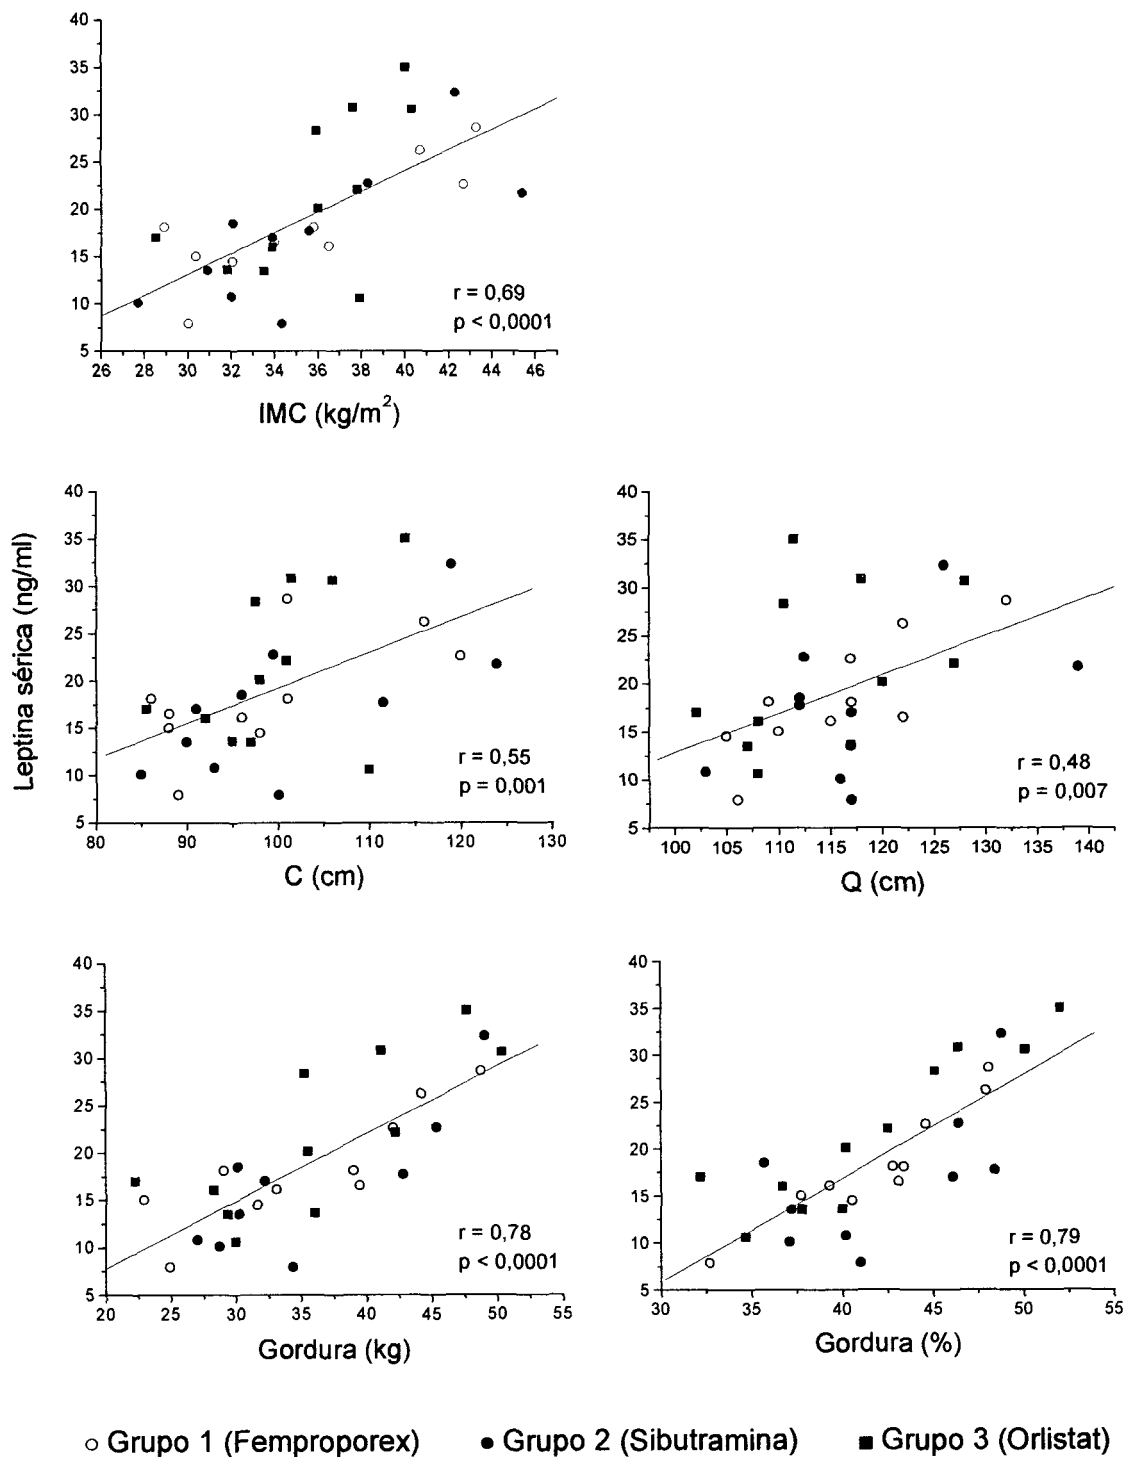 40
35
30
25
20
15
10
5
r = 0,69
p < 0,0001
26 28 30 32 34 36 38 40 42 44 46
IMC (kg/m²)
Leptina sérica (ng/ml)
40
35
30
25
20
15
10
5
r = 0,55
p = 0,001
80 90 100 110 120 130
C (cm)
40
35
30
25
20
15
10
5
r = 0,48
p = 0,007
100 105 110 115 120 125 130 135 140
Q (cm)
40
35
30
25
20
15
10
5
r = 0,78
p < 0,0001
20 25 30 35 40 45 50 55
Gordura (kg)
40
35
30
25
20
15
10
5
r = 0,79
p < 0,0001
30 35 40 45 50 55
Gordura (%)
Grupo 1 (Femproporex) Grupo 2 (Sibutramina) Grupo 3 (Orlistat)